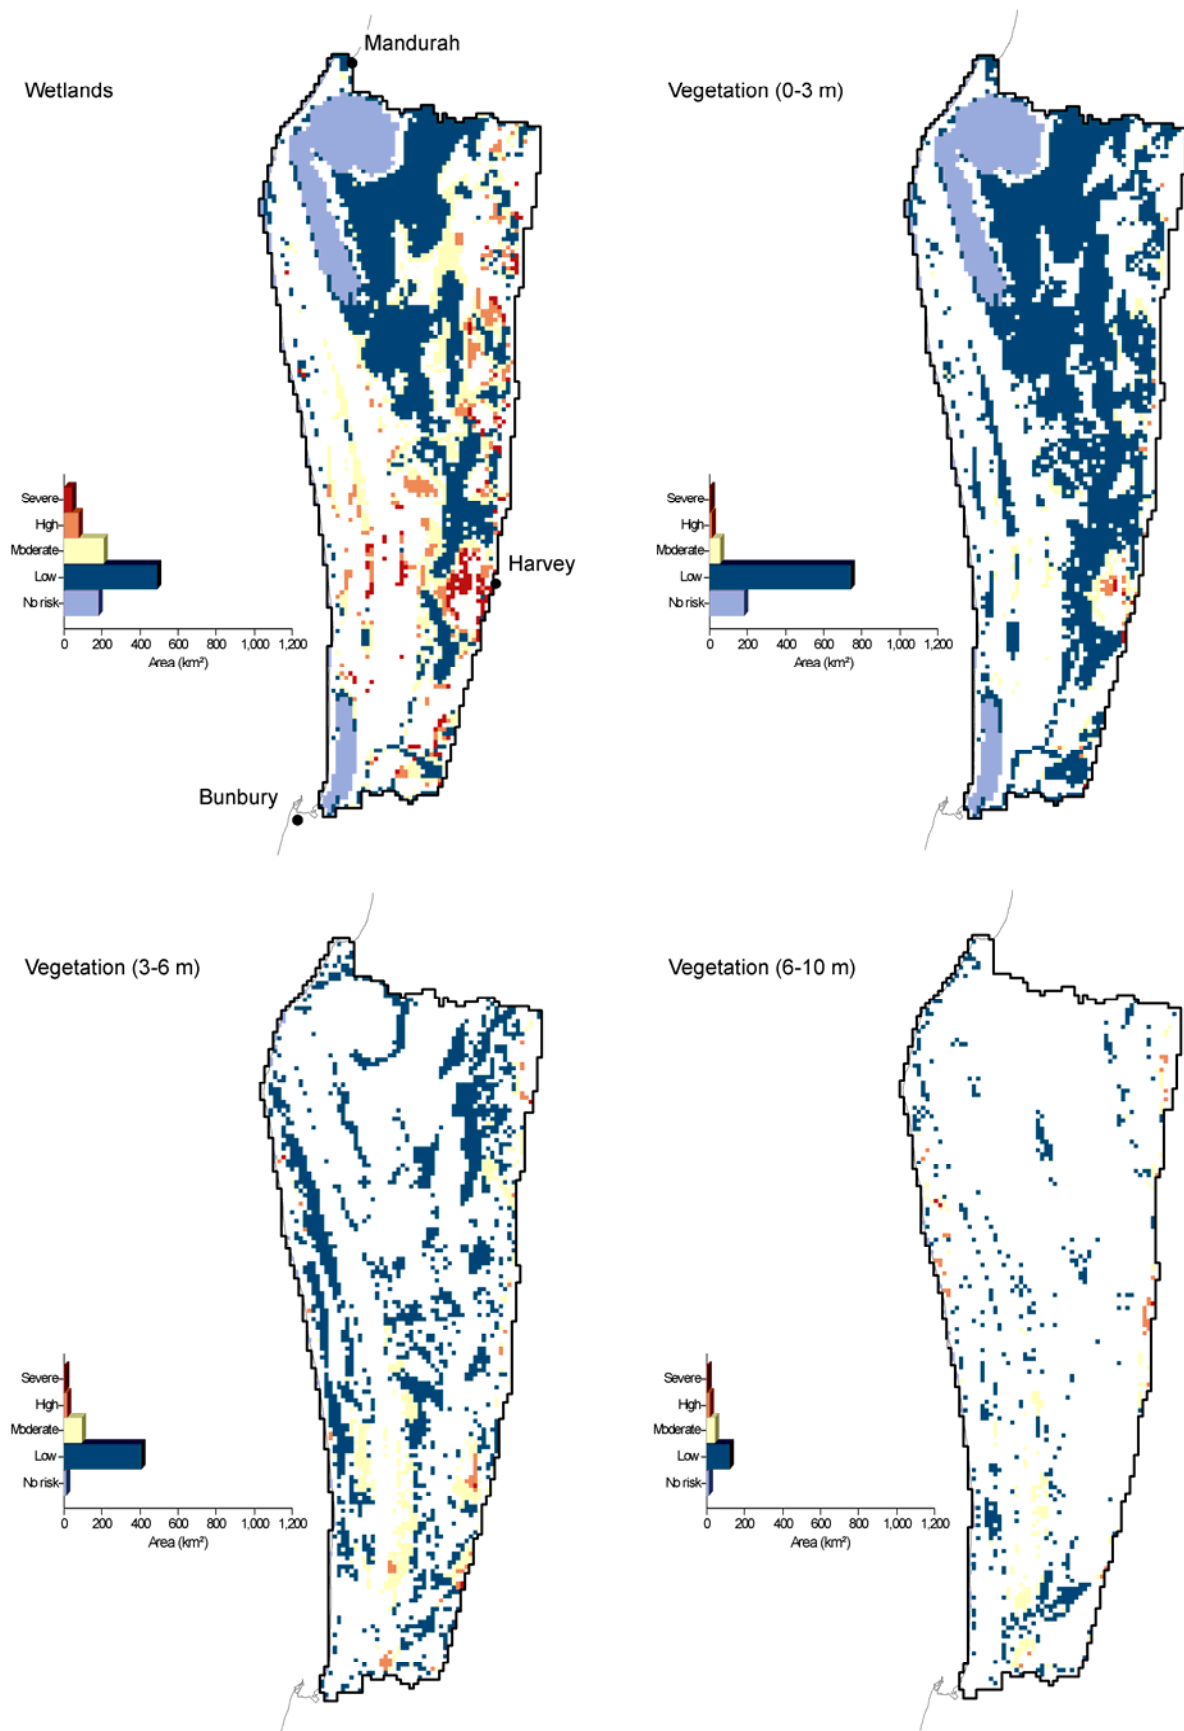 Mandurah
Wetlands
Severe
High
Moderate
Low
No risk
0 200 400 600 800 1,000 1,200
Area (km²)
Harvey
Bunbury
Vegetation (0-3 m)
Severe
High
Moderate
Low
No risk
0 200 400 600 800 1,000 1,200
Area (km²)
Vegetation (3-6 m)
Severe
High
Moderate
Low
No risk
0 200 400 600 800 1,000 1,200
Area (km²)
Vegetation (6-10 m)
Severe
High
Moderate
Low
No risk
0 200 400 600 800 1,000 1,200
Area (km²)